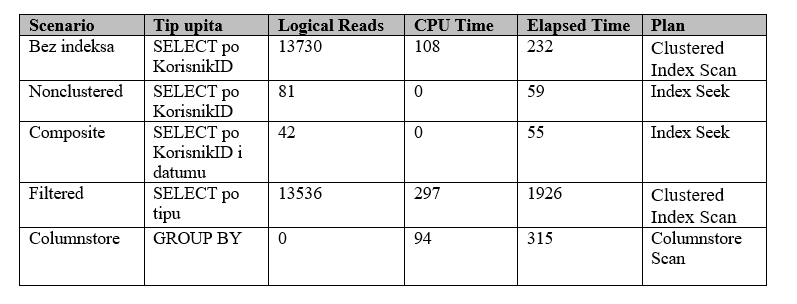 Scenario Tip upita Logical Reads CPU Time Elapsed Time Plan
Bez indeksa SELECT po KorisnikID 13730 108 232 Clustered Index Scan
Nonclustered SELECT po KorisnikID 81 0 59 Index Seek
Composite SELECT po KorisnikID i datumu 42 0 55 Index Seek
Filtered SELECT po tipu 13536 297 1926 Clustered Index Scan
Columnstore GROUP BY 0 94 315 Columnstore Scan